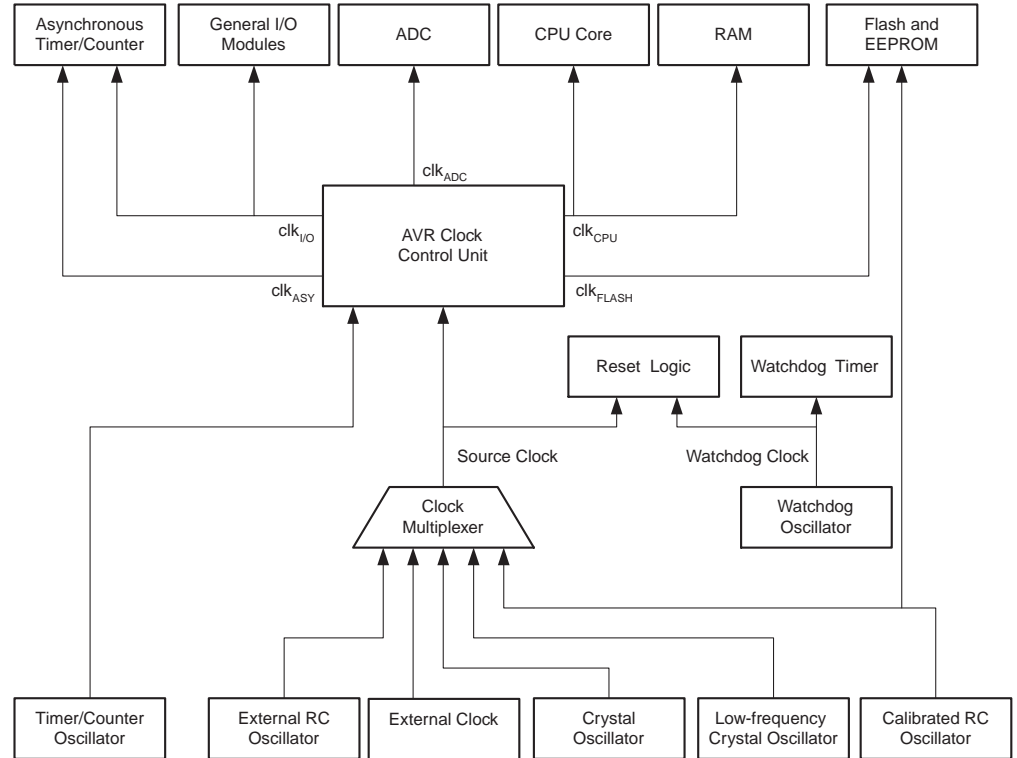 Asynchronous
Timer/Counter
General I/O
Modules
ADC
CPU Core
RAM
Flash and
EEPROM
clkADC
clkI/O
AVR Clock
Control Unit
clkCPU
clkASY
clkFLASH
Reset Logic
Watchdog Timer
Source Clock
Watchdog Clock
Clock
Multiplexer
Watchdog
Oscillator
Timer/Counter
Oscillator
External RC
Oscillator
External Clock
Crystal
Oscillator
Low-frequency
Crystal Oscillator
Calibrated RC
Oscillator